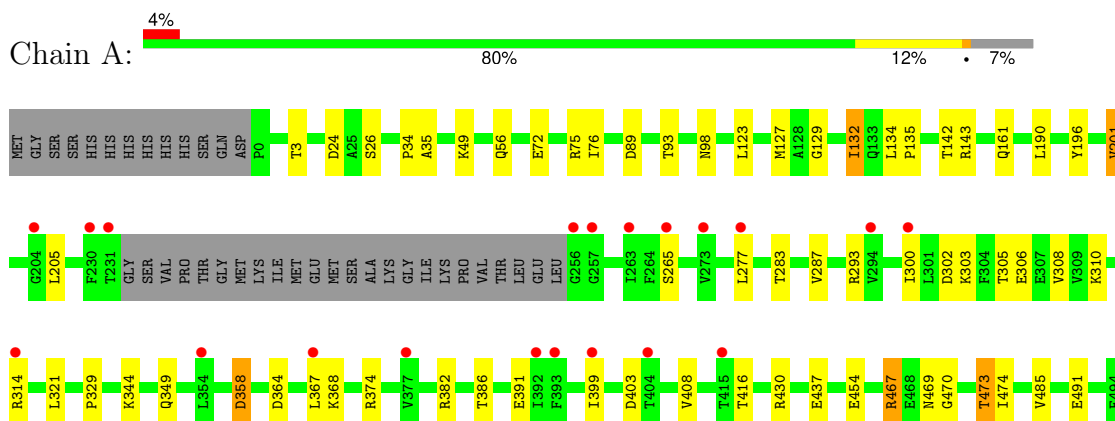 4%
Chain A:
80% 12% • 7%
MET GLY SER SER HIS HIS HIS HIS HIS HIS SER GLN ASP P0 T3 D24 A25 S26 P34 A35 K49 Q56 E72 R75 I76 D89 T93 N98 L123 M127 A128 G129 I132 Q133 L134 P135 T142 R143 Q161 L190 Y196
G204 L205 F230 T231 GLY SER VAL PRO THR GLY MET LYS ILE MET GLU MET SER ALA LYS GLY ILE LYS PRO VAL THR LEU GLU LEU G256 G257 I263 F264 S265 V273 L277 T283 V287 R293 V294 I300 L301 D302 K303 F304 T305 E306 E307 V308 V309 K310
R314 L321 P329 K344 Q349 L354 D358 D364 L367 K368 R374 V377 R382 T386 E391 I392 F393 I399 D403 T404 V408 T415 T416 R430 E437 E454 R467 E468 N469 G470 T473 I474 V485 E491